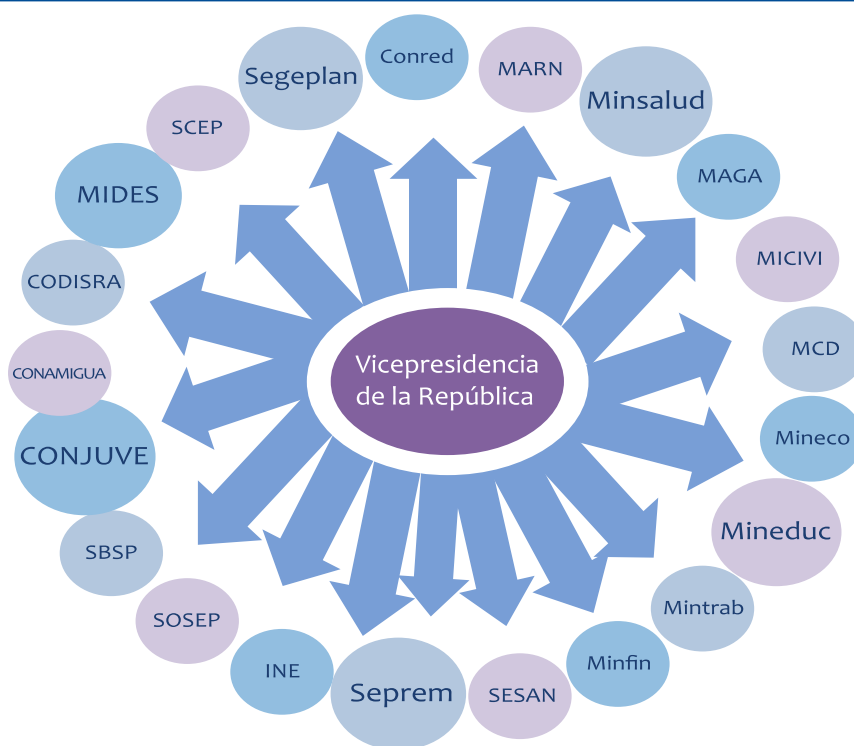 Segeplan
Conred
MARN
Minsalud
MAGA
MICIVI
MCD
Mineco
Mineduc
Mintrab
Minfin
SESAN
Seprem
INE
SOSEP
SBSP
CONJUVE
CONAMIGUA
CODISRA
MIDES
SCEP
Vicepresidencia
de la República